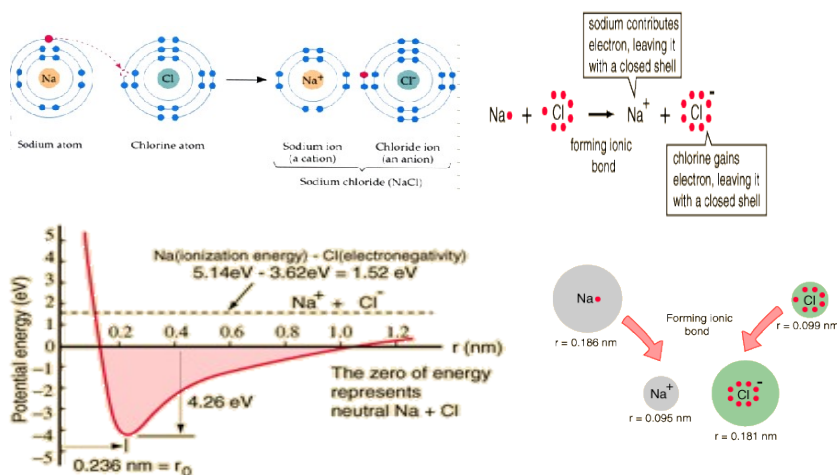 Na
Cl
Na⁺
Cl⁻
Sodium atom
Chlorine atom
Sodium ion
(a cation)
Chloride ion
(an anion)
Sodium chloride (NaCl)
sodium contributes
electron, leaving it
with a closed shell
Na + Cl Na⁺ + Cl⁻
forming ionic
bond
chlorine gains
electron, leaving it
with a closed shell
Potential energy (eV)
5
4
3
2
1
0
-1
-2
-3
-4
Na(ionization energy) - Cl(electronegativity)
5.14eV - 3.62eV = 1.52 eV
Na⁺ + Cl⁻
0.2 0.4 0.6 0.8 1.0 1.2
r (nm)
4.26 eV
The zero of energy
represents
neutral Na + Cl
0.236 nm = r₀
Na
r = 0.186 nm
Forming ionic
bond
Cl
r = 0.099 nm
Na⁺
r = 0.095 nm
Cl⁻
r = 0.181 nm